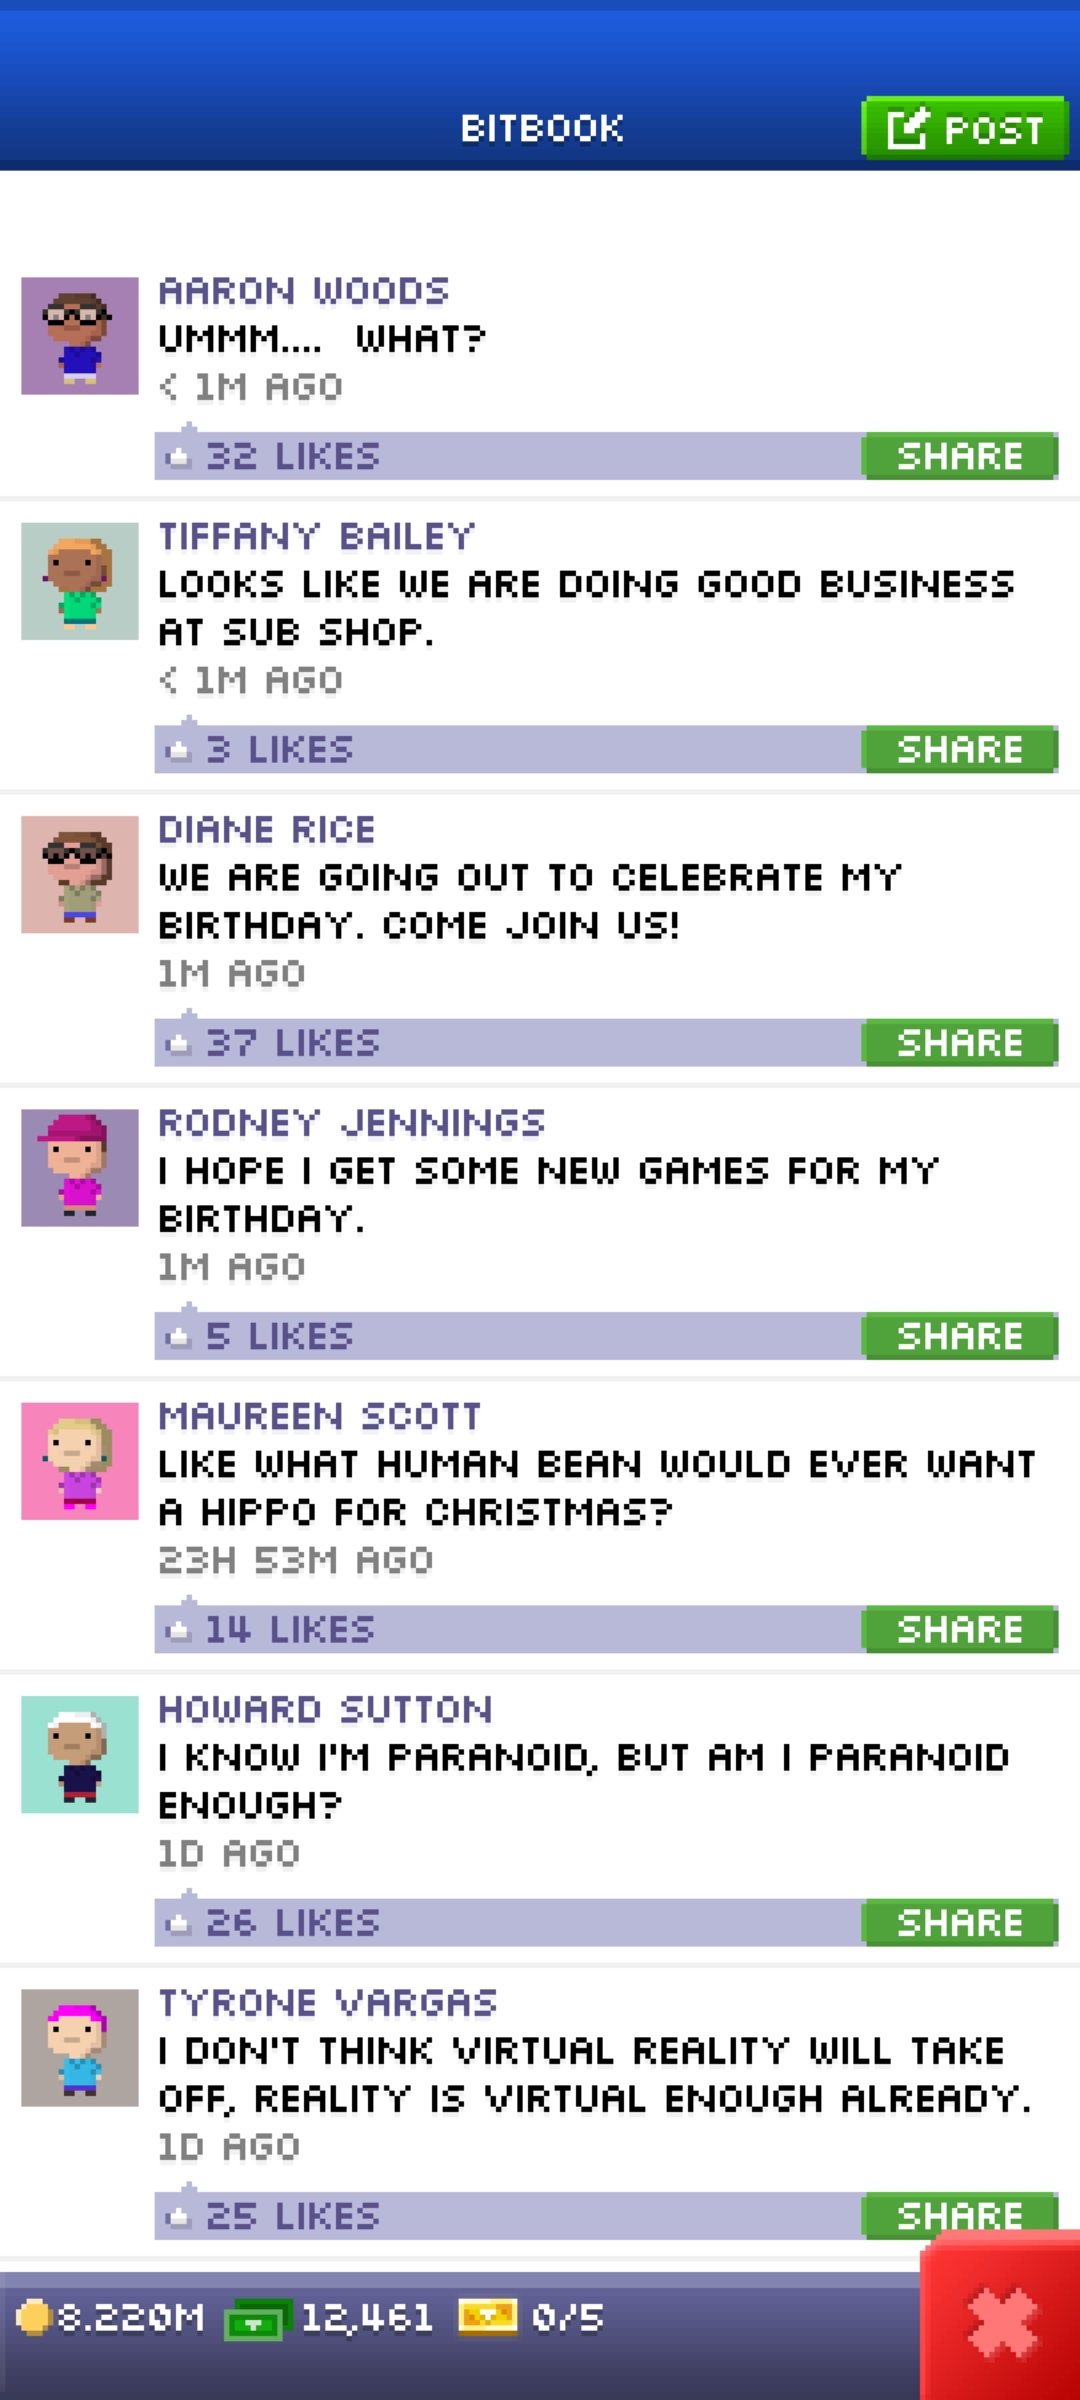 BITBOOK
POST
AARON WOODS
UMMM.... WHAT?
< 1M AGO
32 LIKES
SHARE
TIFFANY BAILEY
LOOKS LIKE WE ARE DOING GOOD BUSINESS
AT SUB SHOP.
< 1M AGO
3 LIKES
SHARE
DIANE RICE
WE ARE GOING OUT TO CELEBRATE MY
BIRTHDAY. COME JOIN US!
1M AGO
37 LIKES
SHARE
RODNEY JENNINGS
I HOPE I GET SOME NEW GAMES FOR MY
BIRTHDAY.
1M AGO
5 LIKES
SHARE
MAUREEN SCOTT
LIKE WHAT HUMAN BEAN WOULD EVER WANT
A HIPPO FOR CHRISTMAS?
23H 53M AGO
14 LIKES
SHARE
HOWARD SUTTON
I KNOW I'M PARANOID, BUT AM I PARANOID
ENOUGH?
1D AGO
26 LIKES
SHARE
TYRONE VARGAS
I DON'T THINK VIRTUAL REALITY WILL TAKE
OFF, REALITY IS VIRTUAL ENOUGH ALREADY.
1D AGO
25 LIKES
SHARE
8.220M 12,461 0/5